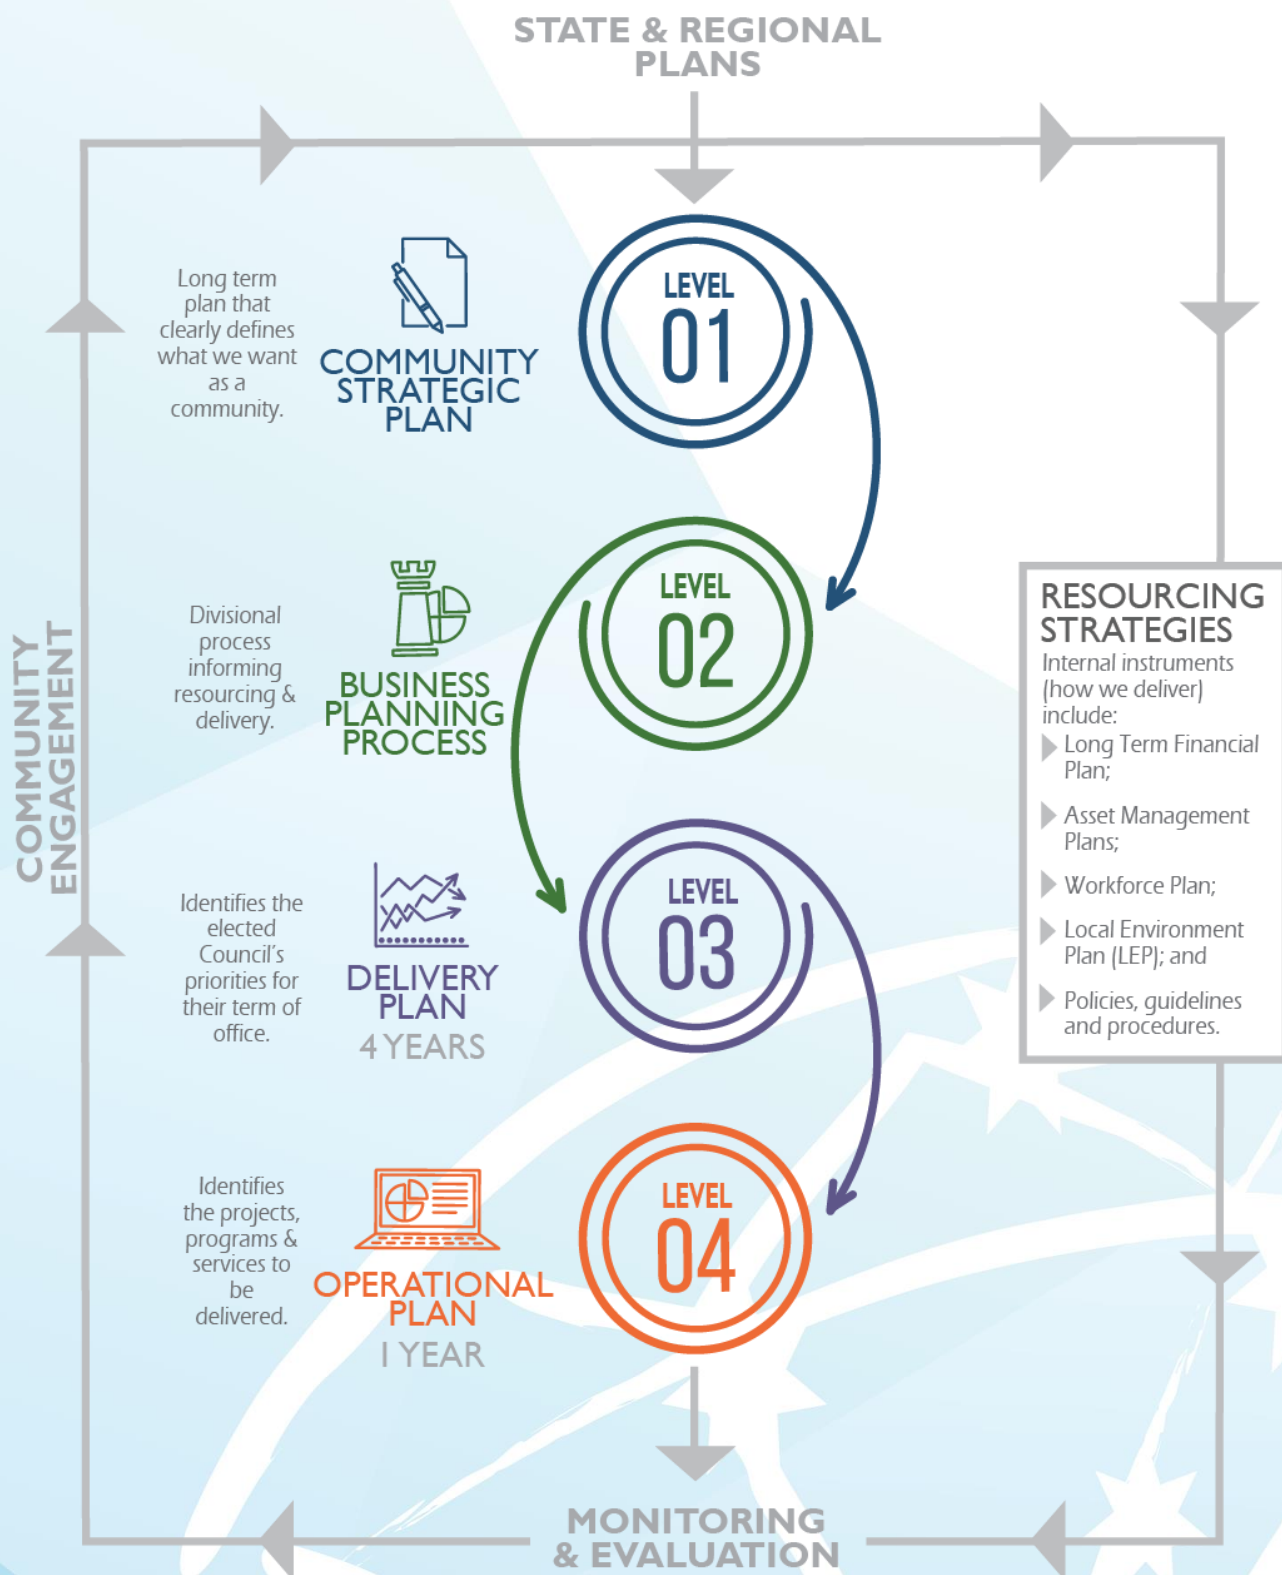 STATE & REGIONAL
PLANS
Long term
plan that
clearly defines
what we want
as a
community.
COMMUNITY
STRATEGIC
PLAN
LEVEL
01
Divisional
process
informing
resourcing &
delivery.
BUSINESS
PLANNING
PROCESS
LEVEL
02
COMMUNITY
ENGAGEMENT
RESOURCING
STRATEGIES
Internal instruments
(how we deliver)
include:
Long Term Financial
Plan;
Asset Management
Plans;
Workforce Plan;
Local Environment
Plan (LEP); and
Policies, guidelines
and procedures.
Identifies the
elected
Council's
priorities for
their term of
office.
DELIVERY
PLAN
4 YEARS
LEVEL
03
Identifies
the projects,
programs &
services to
be
delivered.
OPERATIONAL
PLAN
1 YEAR
LEVEL
04
MONITORING
& EVALUATION